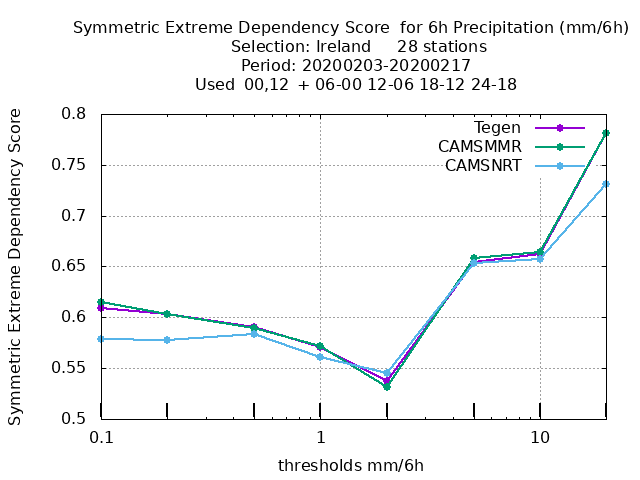 Symmetric Extreme Dependency Score for 6h Precipitation (mm/6h)
Selection: Ireland 28 stations
Period: 20200203-20200217
Used 00,12 + 06-00 12-06 18-12 24-18
Symmetric Extreme Dependency Score
0.8
0.75
0.7
0.65
0.6
0.55
0.5
Tegen
CAMSMMR
CAMSNRT
0.1
1
10
thresholds mm/6h